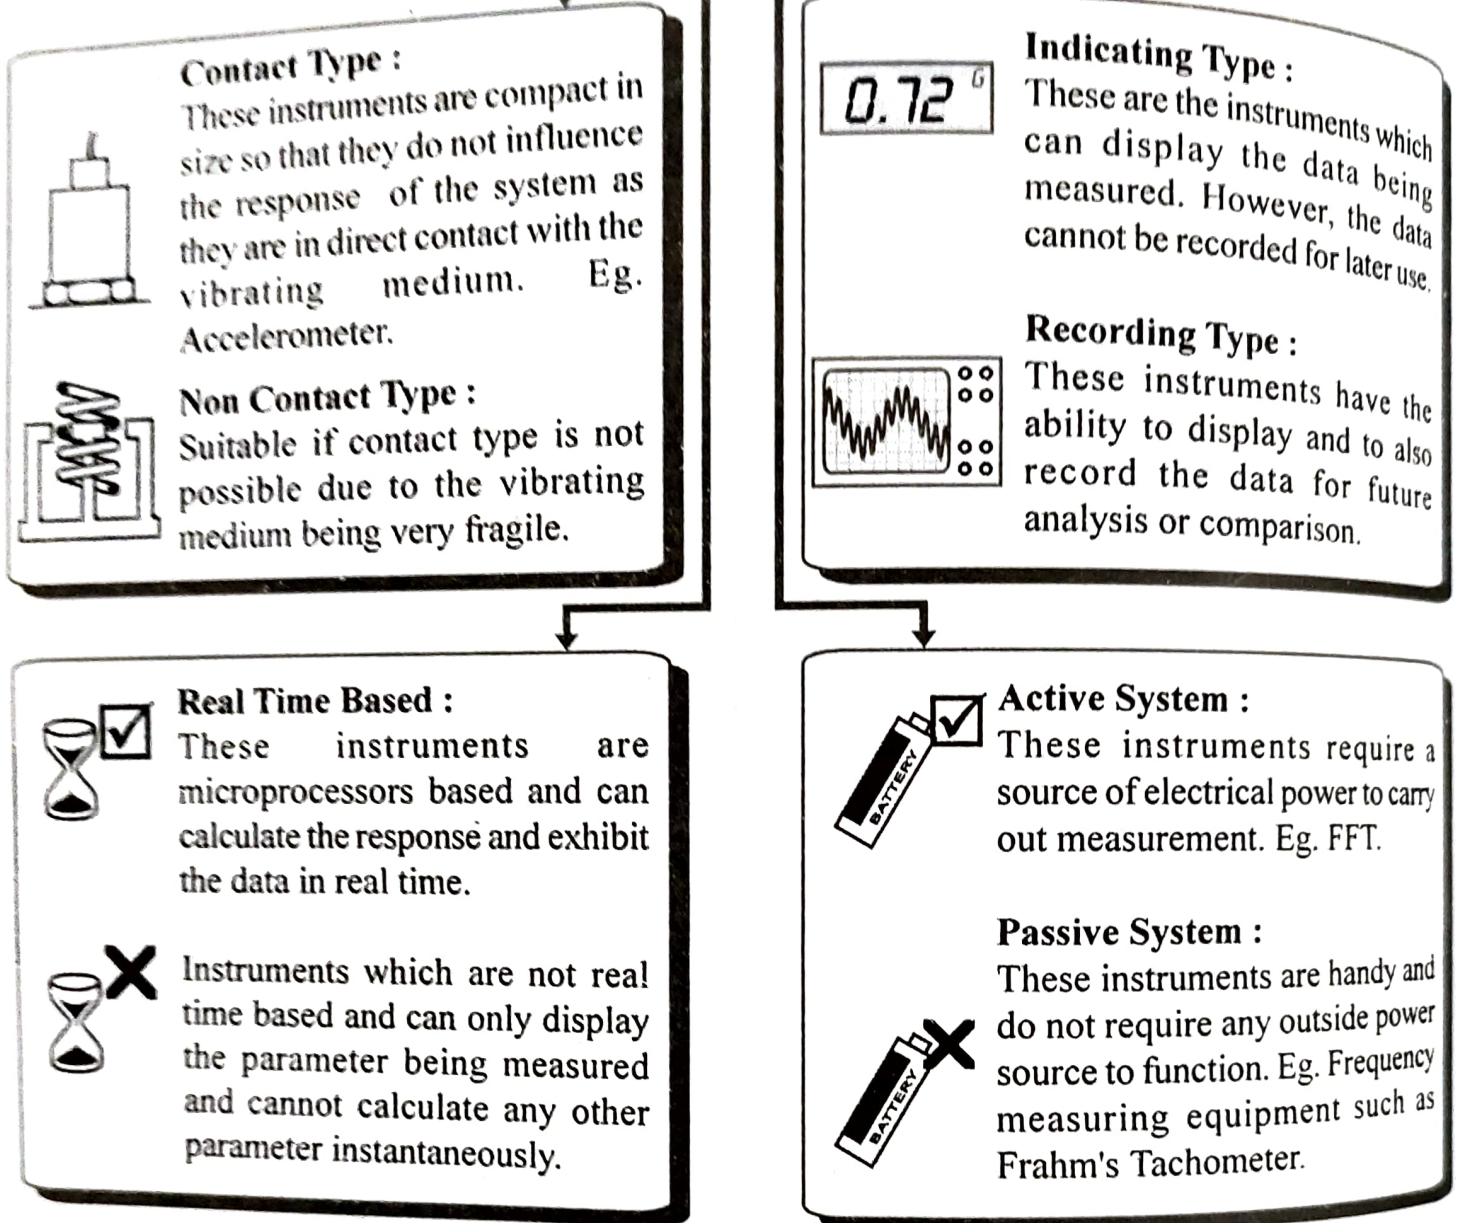 Contact Type :
These instruments are compact in
size so that they do not influence
the response of the system as
they are in direct contact with the
vibrating medium. Eg.
Accelerometer.
Non Contact Type :
Suitable if contact type is not
possible due to the vibrating
medium being very fragile.
0.72 G
Indicating Type :
These are the instruments which
can display the data being
measured. However, the data
cannot be recorded for later use.
Recording Type :
These instruments have the
ability to display and to also
record the data for future
analysis or comparison.
Real Time Based :
These instruments are
microprocessors based and can
calculate the response and exhibit
the data in real time.
Instruments which are not real
time based and can only display
the parameter being measured
and cannot calculate any other
parameter instantaneously.
BATTERY
Active System :
These instruments require a
source of electrical power to carry
out measurement. Eg. FFT.
BATTERY
Passive System :
These instruments are handy and
do not require any outside power
source to function. Eg. Frequency
measuring equipment such as
Frahm's Tachometer.